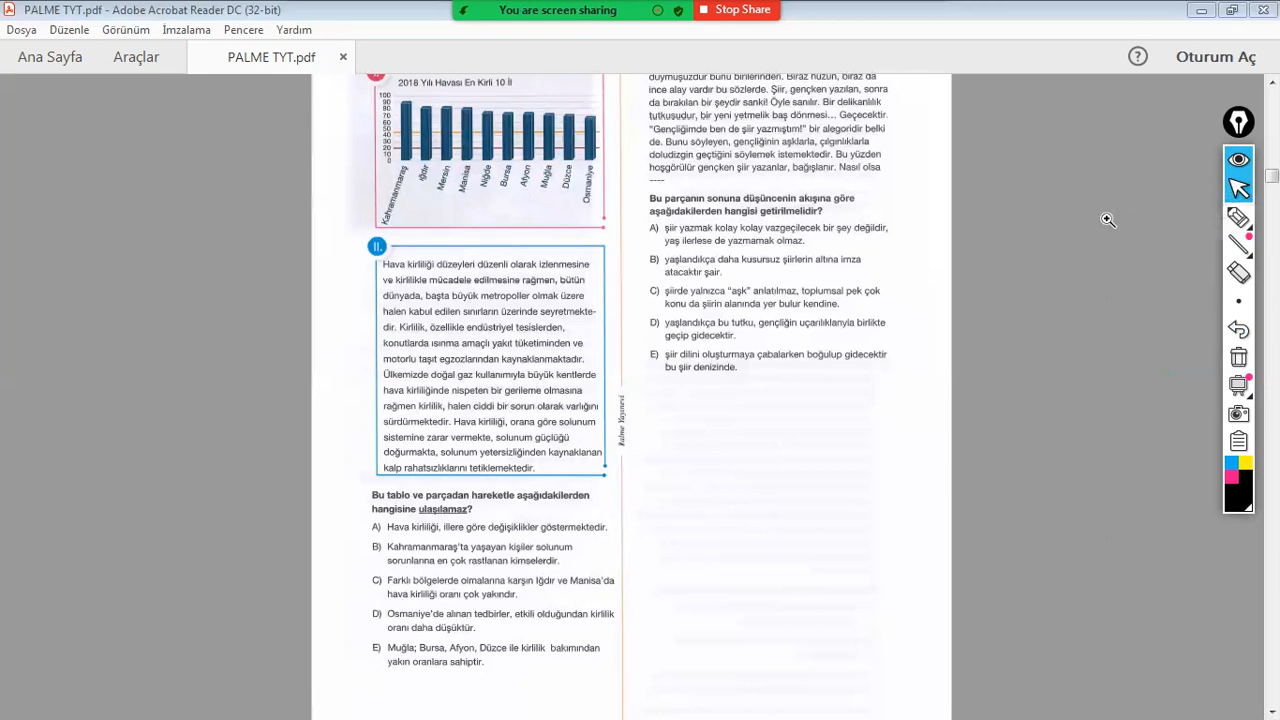 PALME TYT.pdf - Adobe Acrobat Reader DC (32-bit)
You are screen sharing
Stop Share
Dosya Düzenle Görünüm İmzalama Pencere Yardım
Ana Sayfa Araçlar PALME TYT.pdf × ? Oturum Aç
2018 Yılı Havası En Kirli 10 İl
100
90
80
70
60
50
40
30
20
10
0
Kahramanmaraş
Iğdır
Mersin
Manisa
Niğde
Bursa
Afyon
Muğla
Düzce
Osmaniye
II.
Hava kirliliği düzeyleri düzenli olarak izlenmesine
ve kirlilikle mücadele edilmesine rağmen, bütün
dünyada, başta büyük metropoller olmak üzere
halen kabul edilen sınırların üzerinde seyretmekte-
dir. Kirlilik, özellikle endüstriyel tesislerden,
konutlarda ısınma amaçlı yakıt tüketiminden ve
motorlu taşıt egzozlarından kaynaklanmaktadır.
Ülkemizde doğal gaz kullanımıyla büyük kentlerde
hava kirliliğinde nispeten bir gerileme olmasına
rağmen kirlilik, halen ciddi bir sorun olarak varlığını
sürdürmektedir. Hava kirliliği, orana göre solunum
sistemine zarar vermekte, solunum güçlüğü
doğurmakta, solunum yetersizliğinden kaynaklanan
kalp rahatsızlıklarını tetiklemektedir.
Bu tablo ve parçadan hareketle aşağıdakilerden
hangisine ulaşılamaz?
A) Hava kirliliği, illere göre değişiklikler göstermektedir.
B) Kahramanmaraş'ta yaşayan kişiler solunum
sorunlarına en çok rastlanan kimselerdir.
C) Farklı bölgelerde olmalarına karşın Iğdır ve Manisa'da
hava kirliliği oranı çok yakındır.
D) Osmaniye'de alınan tedbirler, etkili olduğundan kirlilik
oranı daha düşüktür.
E) Muğla; Bursa, Afyon, Düzce ile kirlilik bakımından
yakın oranlara sahiptir.
Palme Yayınevi
duymuşuzdur bunu birilerinden. Biraz hüzün, biraz da
ince alay vardır bu sözlerde. Şiir, gençken yazılan, sonra
da bırakılan bir şeydir sanki! Öyle sanılır. Bir delikanlılık
tutkusudur, bir yeni yetmelik baş dönmesi... Geçecektir.
"Gençliğimde ben de şiir yazmıştım!" bir alegoridir belki
de. Bunu söyleyen, gençliğinin aşklarla, çılgınlıklarla
doludizgin geçtiğini söylemek istemektedir. Bu yüzden
hoşgörülür gençken şiir yazanlar, bağışlanır. Nasıl olsa
----
Bu parçanın sonuna düşüncenin akışına göre
aşağıdakilerden hangisi getirilmelidir?
A) şiir yazmak kolay kolay vazgeçilecek bir şey değildir,
yaş ilerlese de yazmamak olmaz.
B) yaşlandıkça daha kusursuz şiirlerin altına imza
atacaktır şair.
C) şiirde yalnızca "aşk" anlatılmaz, toplumsal pek çok
konu da şiirin alanında yer bulur kendine.
D) yaşlandıkça bu tutku, gençliğin uçarılıklarıyla birlikte
geçip gidecektir.
E) şiir dilini oluşturmaya çabalarken boğulup gidecektir
bu şiir denizinde.